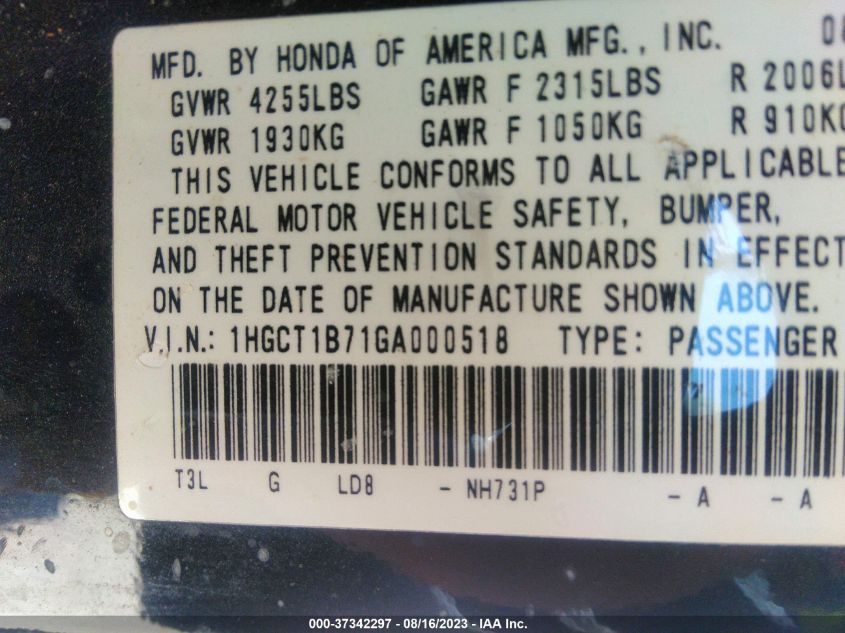 MFD. BY HONDA OF AMERICA MFG., INC.
GVWR 4255LBS GAWR F 2315LBS R 2006L
GVWR 1930KG GAWR F 1050KG R 910KG
THIS VEHICLE CONFORMS TO ALL APPLICABLE
FEDERAL MOTOR VEHICLE SAFETY, BUMPER,
AND THEFT PREVENTION STANDARDS IN EFFECT
ON THE DATE OF MANUFACTURE SHOWN ABOVE.
V.I.N.: 1HGCT1B71GA000518 TYPE: PASSENGER
T3L G LD8 - NH731P - A - A
000-37342297 - 08/16/2023 - IAA Inc.